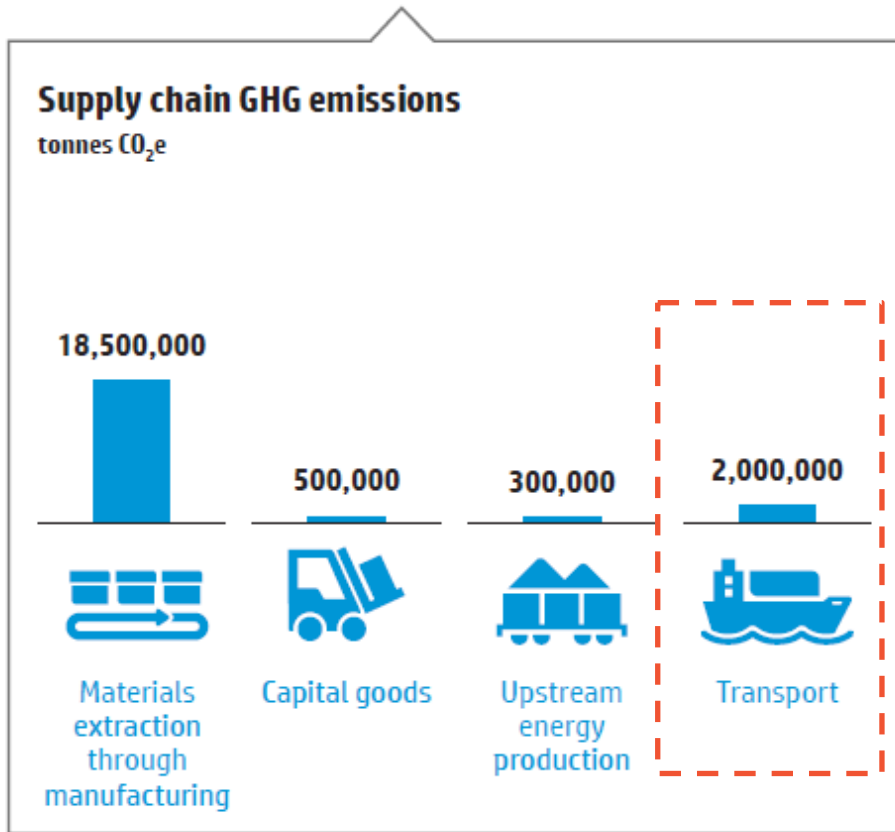 Supply chain GHG emissions
tonnes CO₂e
18,500,000
500,000
300,000
2,000,000
Materials
extraction
through
manufacturing
Capital goods
Upstream
energy
production
Transport